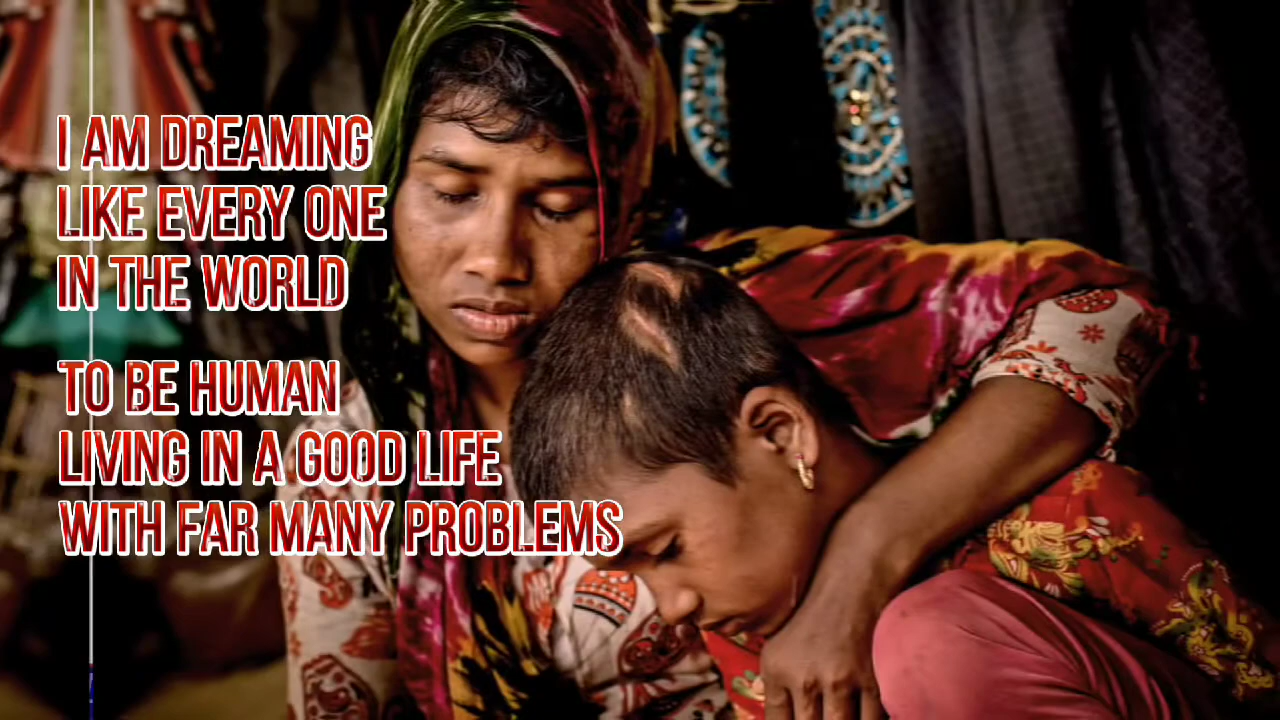 I AM DREAMING
LIKE EVERY ONE
IN THE WORLD
TO BE HUMAN
LIVING IN A GOOD LIFE
WITH FAR MANY PROBLEMS